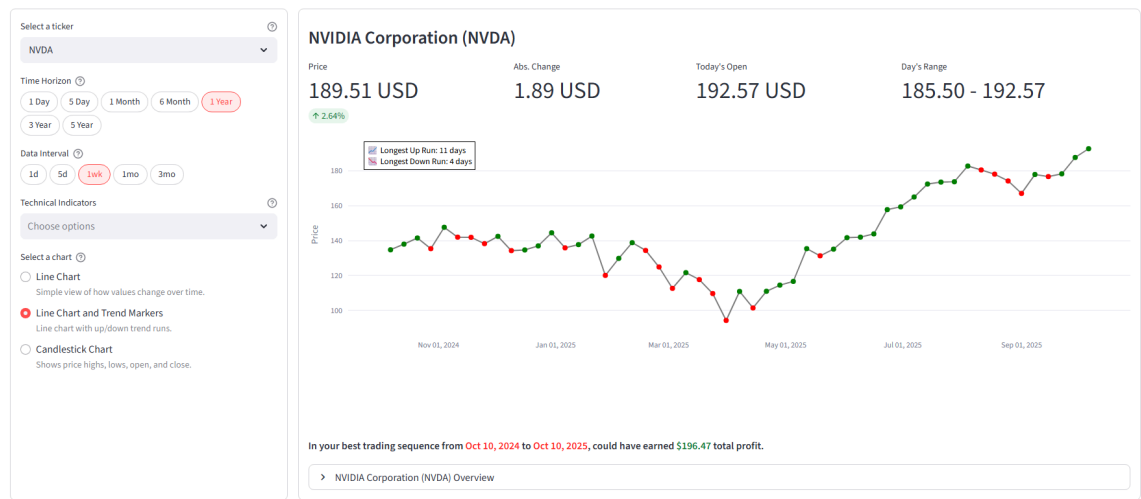 Select a ticker
NVDA
Time Horizon
1 Day
5 Day
1 Month
6 Month
1 Year
3 Year
5 Year
Data Interval
1d
5d
1wk
1mo
3mo
Technical Indicators
Choose options
Select a chart
Line Chart
Simple view of how values change over time.
Line Chart and Trend Markers
Line chart with up/down trend runs.
Candlestick Chart
Shows price highs, lows, open, and close.
NVIDIA Corporation (NVDA)
Price
189.51 USD
↑ 2.64%
Abs. Change
1.89 USD
Today's Open
192.57 USD
Day's Range
185.50 - 192.57
Longest Up Run: 11 days
Longest Down Run: 4 days
Price
180
160
140
120
100
Nov 01, 2024
Jan 01, 2025
Mar 01, 2025
May 01, 2025
Jul 01, 2025
Sep 01, 2025
In your best trading sequence from Oct 10, 2024 to Oct 10, 2025, could have earned $196.47 total profit.
NVIDIA Corporation (NVDA) Overview